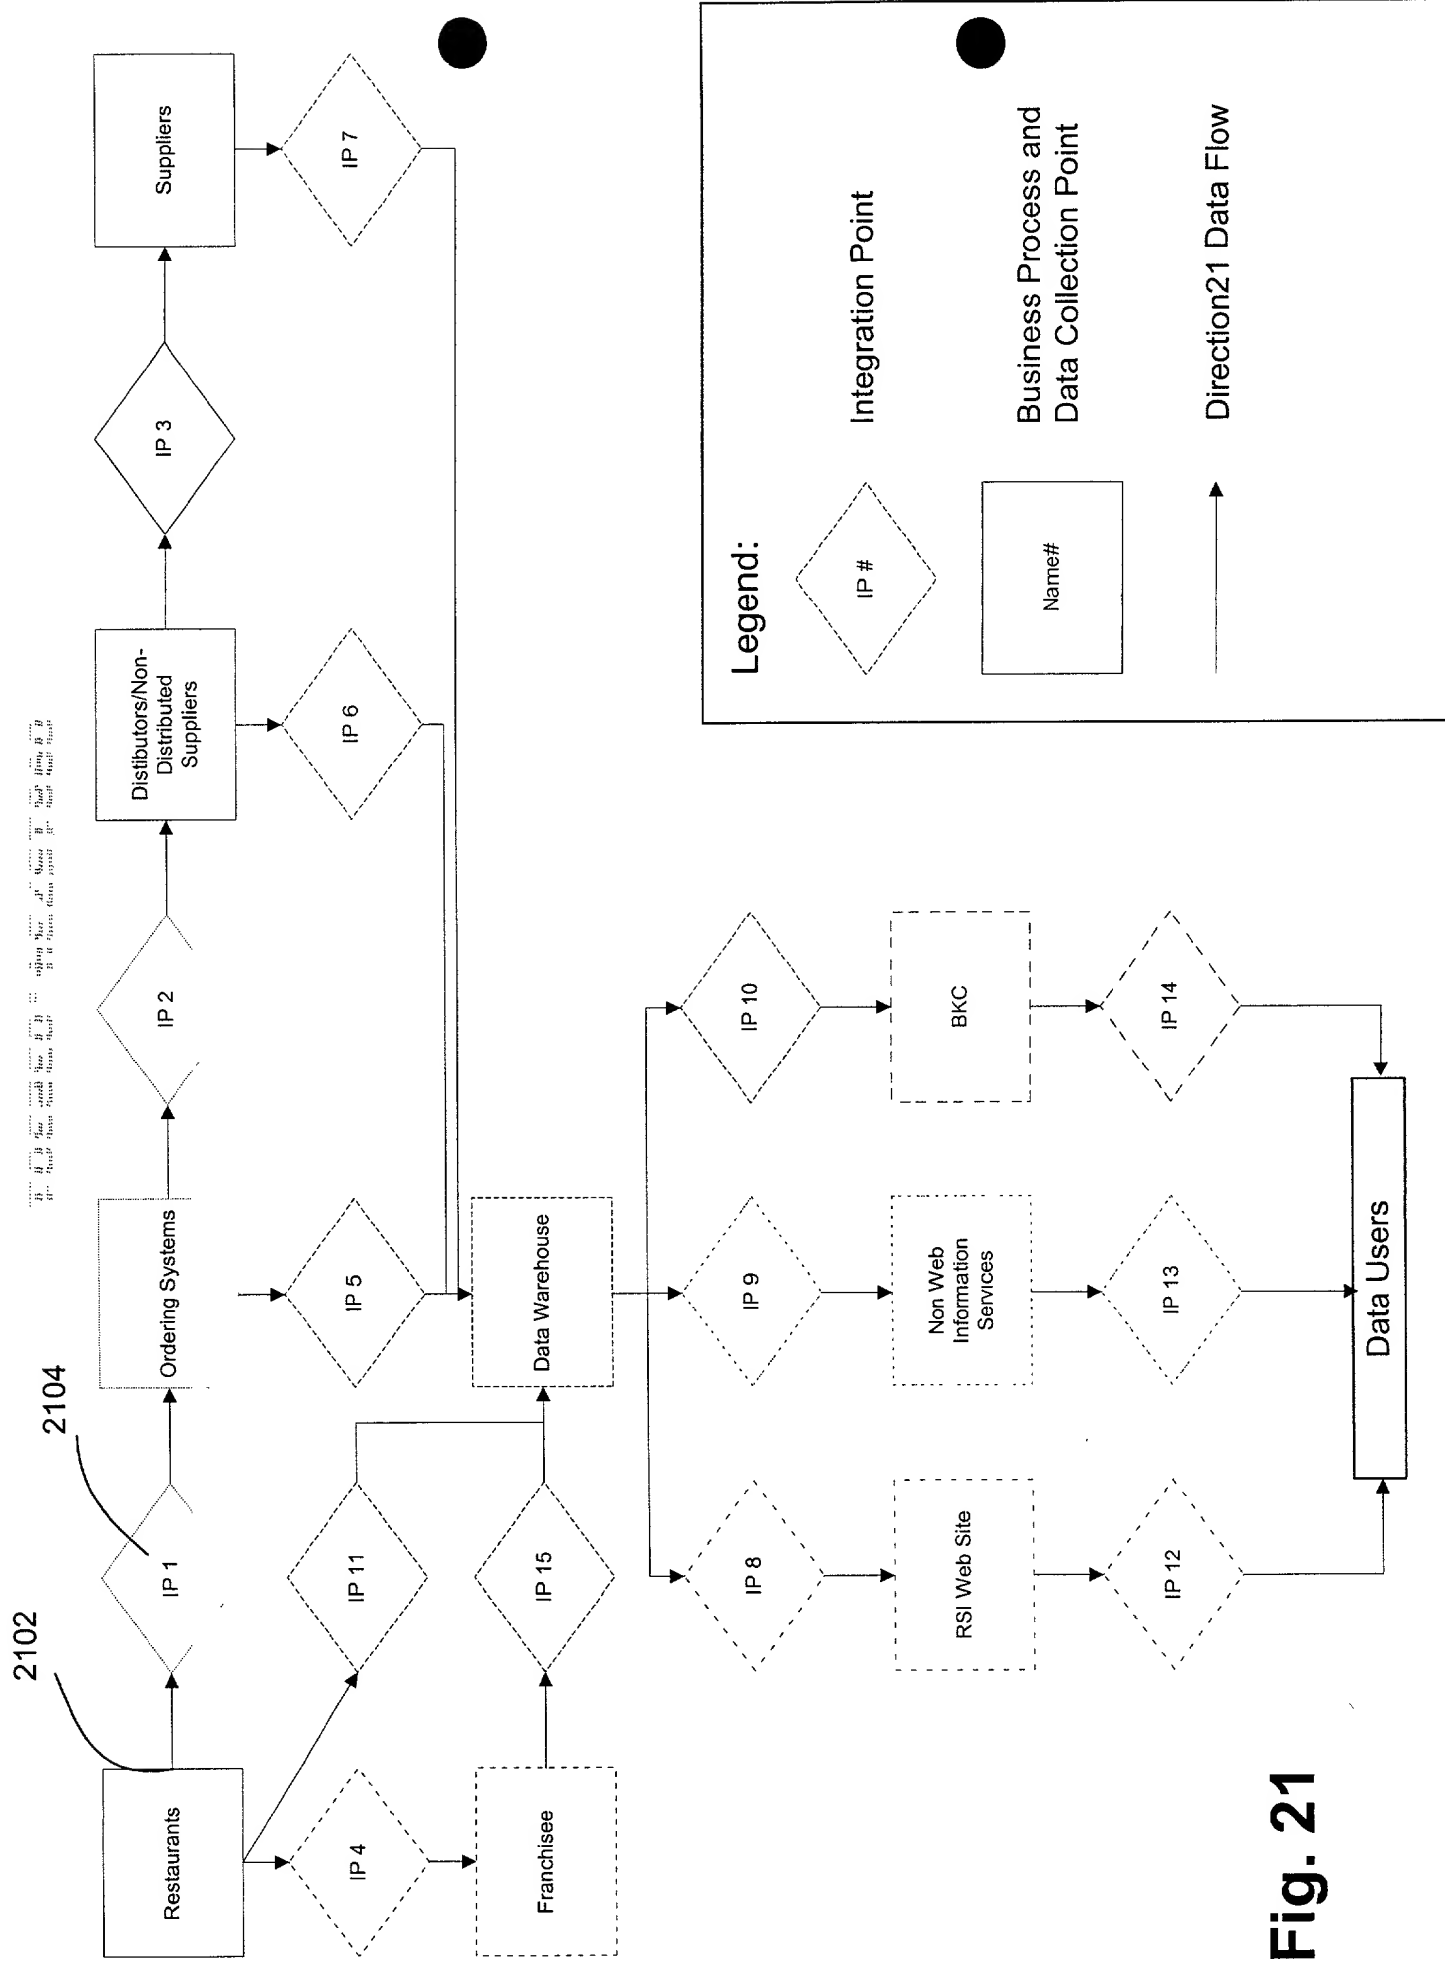 2102
2104
Restaurants
IP 1
Ordering Systems
IP 2
Distibutors/Non-
Distributed
Suppliers
IP 3
Suppliers
IP 4
IP 11
IP 5
IP 6
IP 7
Franchisee
IP 15
Data Warehouse
IP 8
IP 9
IP 10
RSI Web Site
Non Web
Information
Services
BKC
IP 12
IP 13
IP 14
Data Users
Legend:
IP #
Integration Point
Name#
Business Process and
Data Collection Point
Direction21 Data Flow
Fig. 21